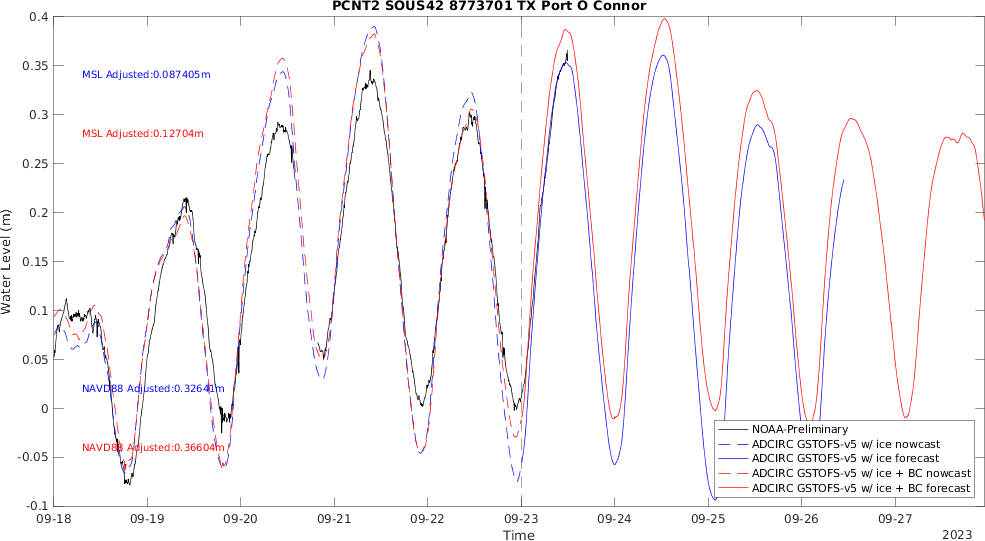 PCNT2 SOUS42 8773701 TX Port O Connor
0.4
0.35
0.3
0.25
0.2
0.15
0.1
0.05
0
-0.05
-0.1
Water Level (m)
MSL Adjusted:0.087405m
MSL Adjusted:0.12704m
NAVD88 Adjusted:0.32641m
NAVD88 Adjusted:0.36604m
NOAA-Preliminary
ADCIRC GSTOFS-v5 w/ ice nowcast
ADCIRC GSTOFS-v5 w/ ice forecast
ADCIRC GSTOFS-v5 w/ ice + BC nowcast
ADCIRC GSTOFS-v5 w/ ice + BC forecast
09-18 09-19 09-20 09-21 09-22 09-23 09-24 09-25 09-26 09-27
Time
2023